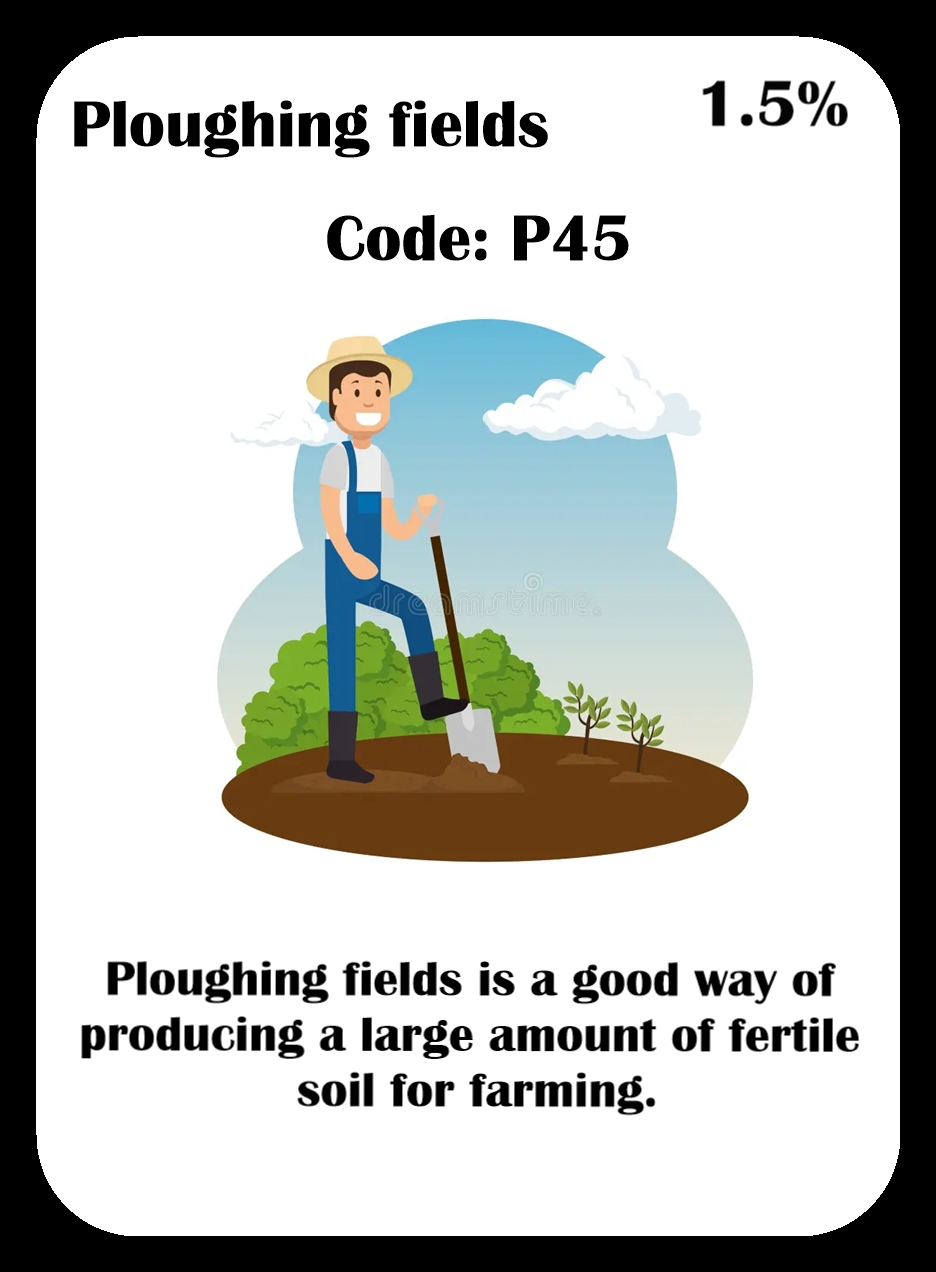 Ploughing fields
1.5%
Code: P45
dreamstime.
Ploughing fields is a good way of
producing a large amount of fertile
soil for farming.